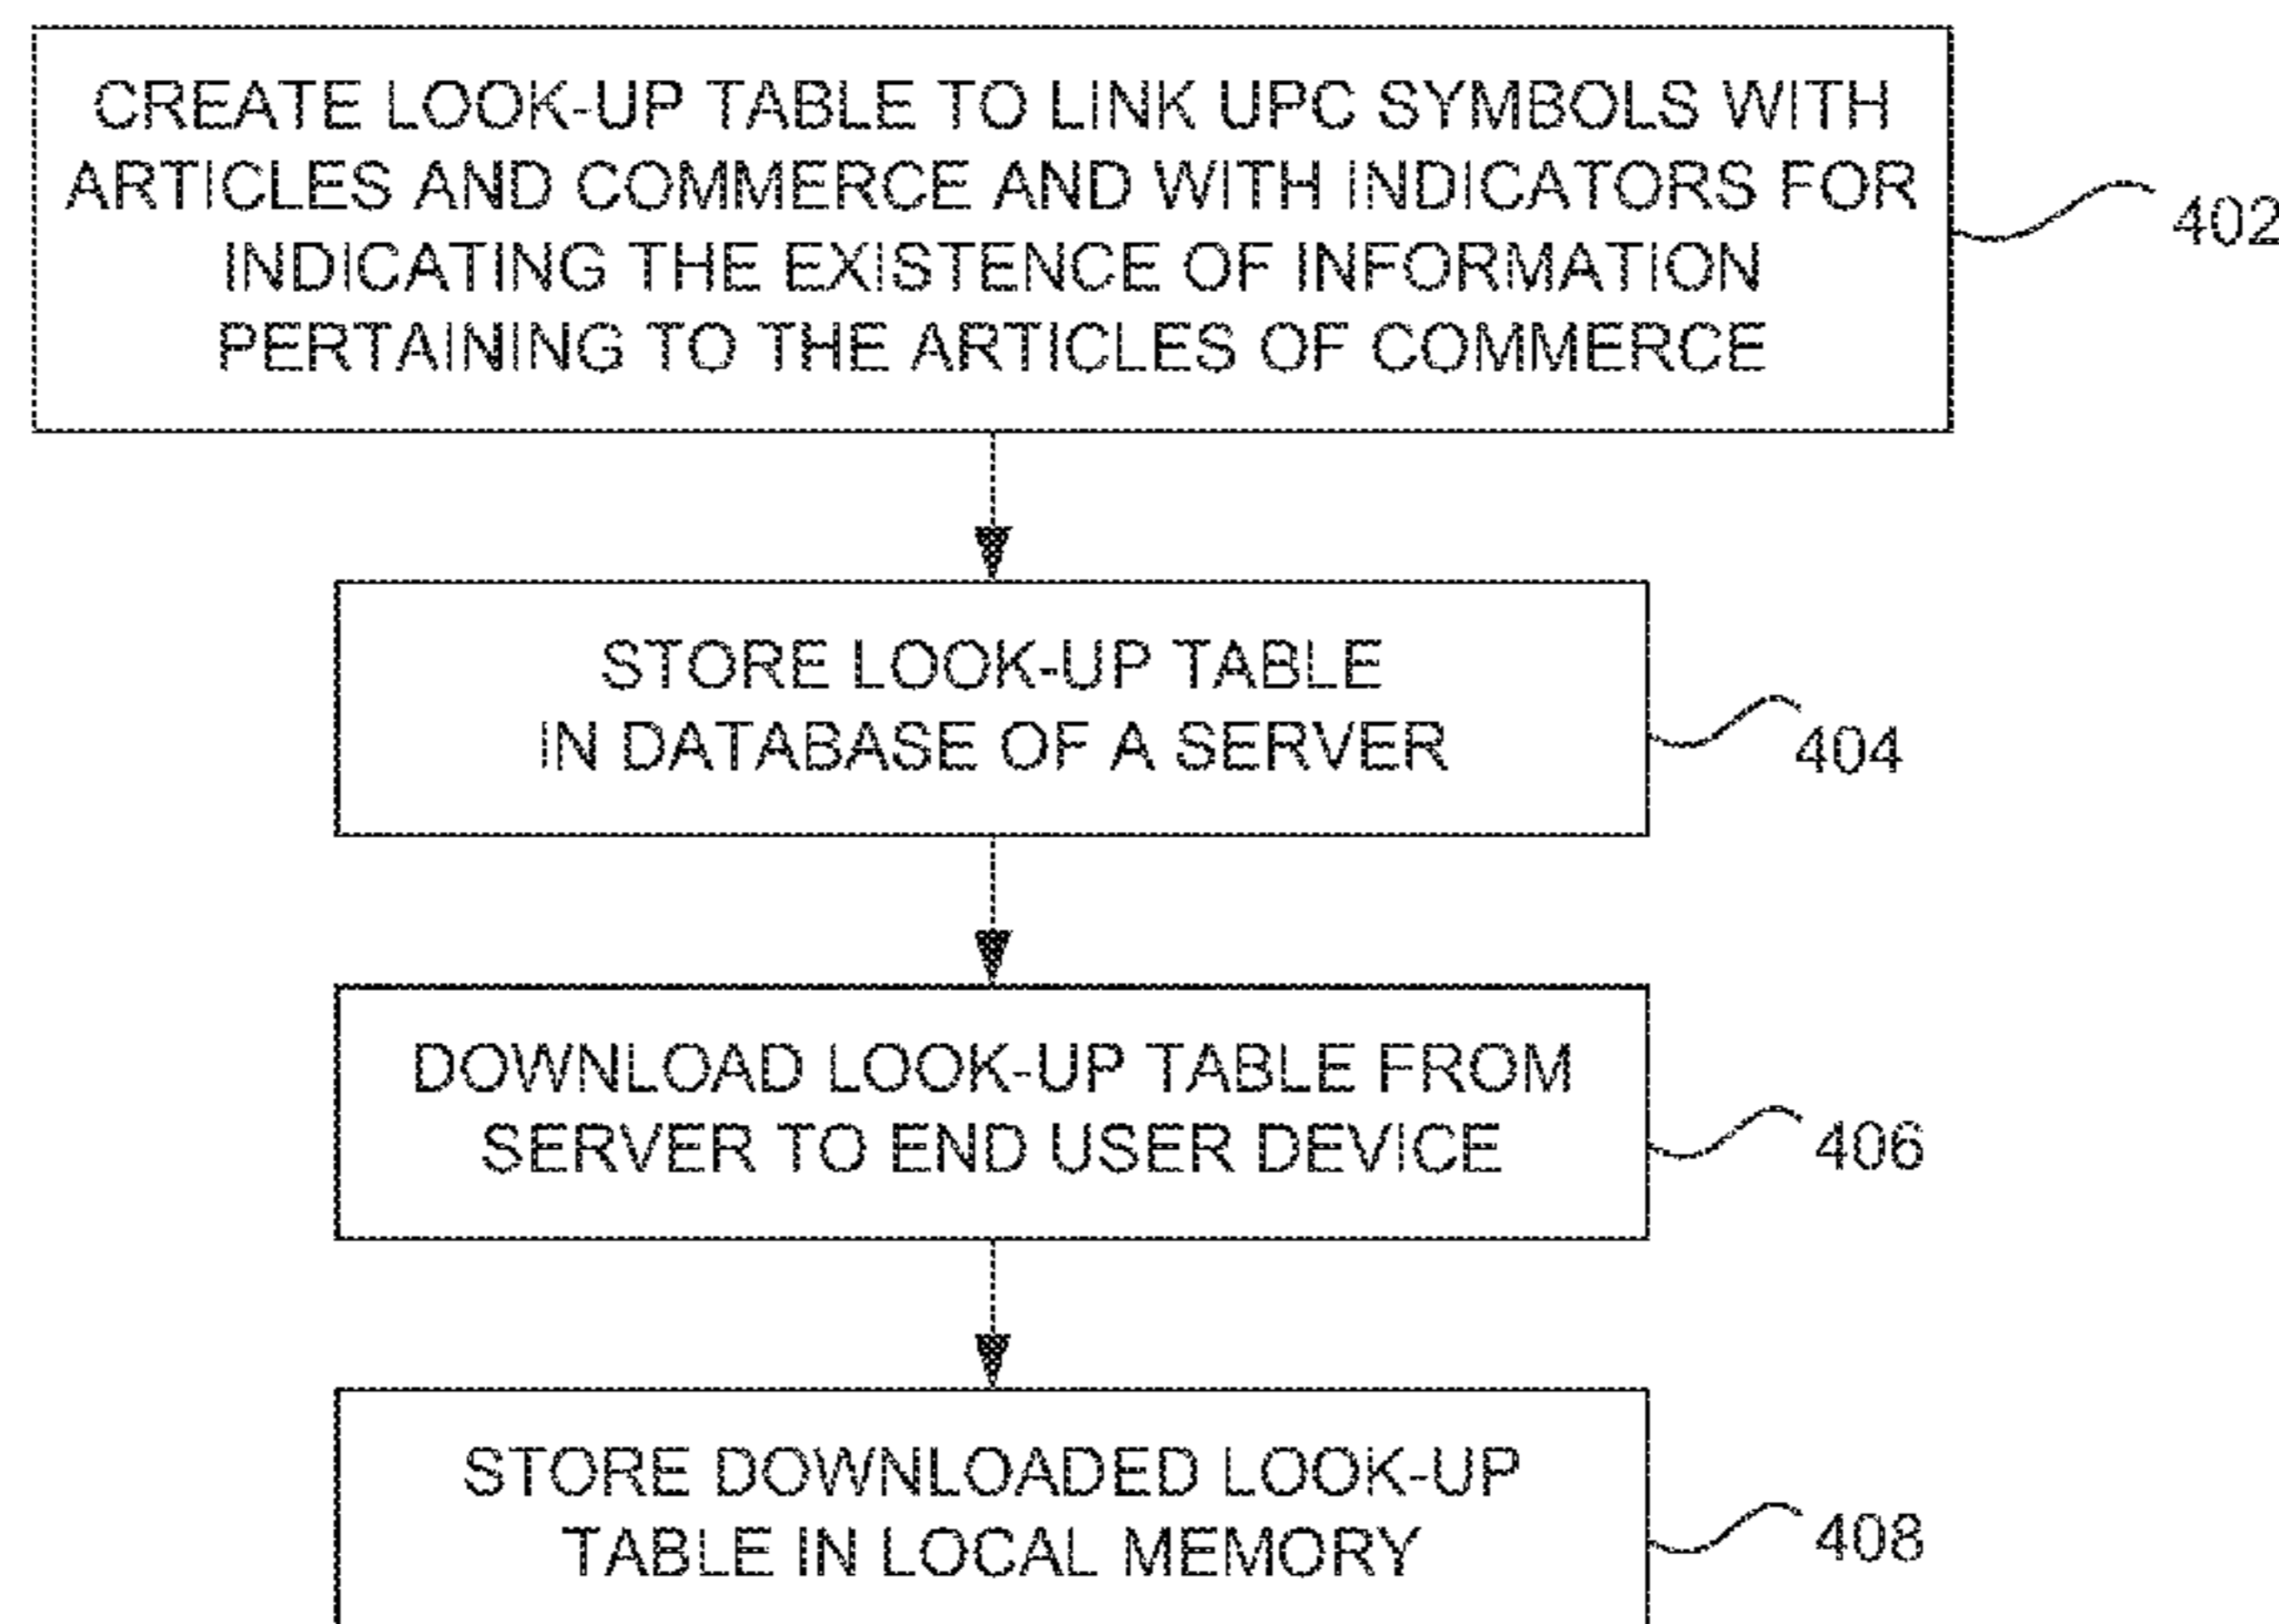 CREATE LOOK-UP TABLE TO LINK UPC SYMBOLS WITH
ARTICLES AND COMMERCE AND WITH INDICATORS FOR
INDICATING THE EXISTENCE OF INFORMATION
PERTAINING TO THE ARTICLES OF COMMERCE
402
STORE LOOK-UP TABLE
IN DATABASE OF A SERVER
404
DOWNLOAD LOOK-UP TABLE FROM
SERVER TO END USER DEVICE
406
STORE DOWNLOADED LOOK-UP
TABLE IN LOCAL MEMORY
408